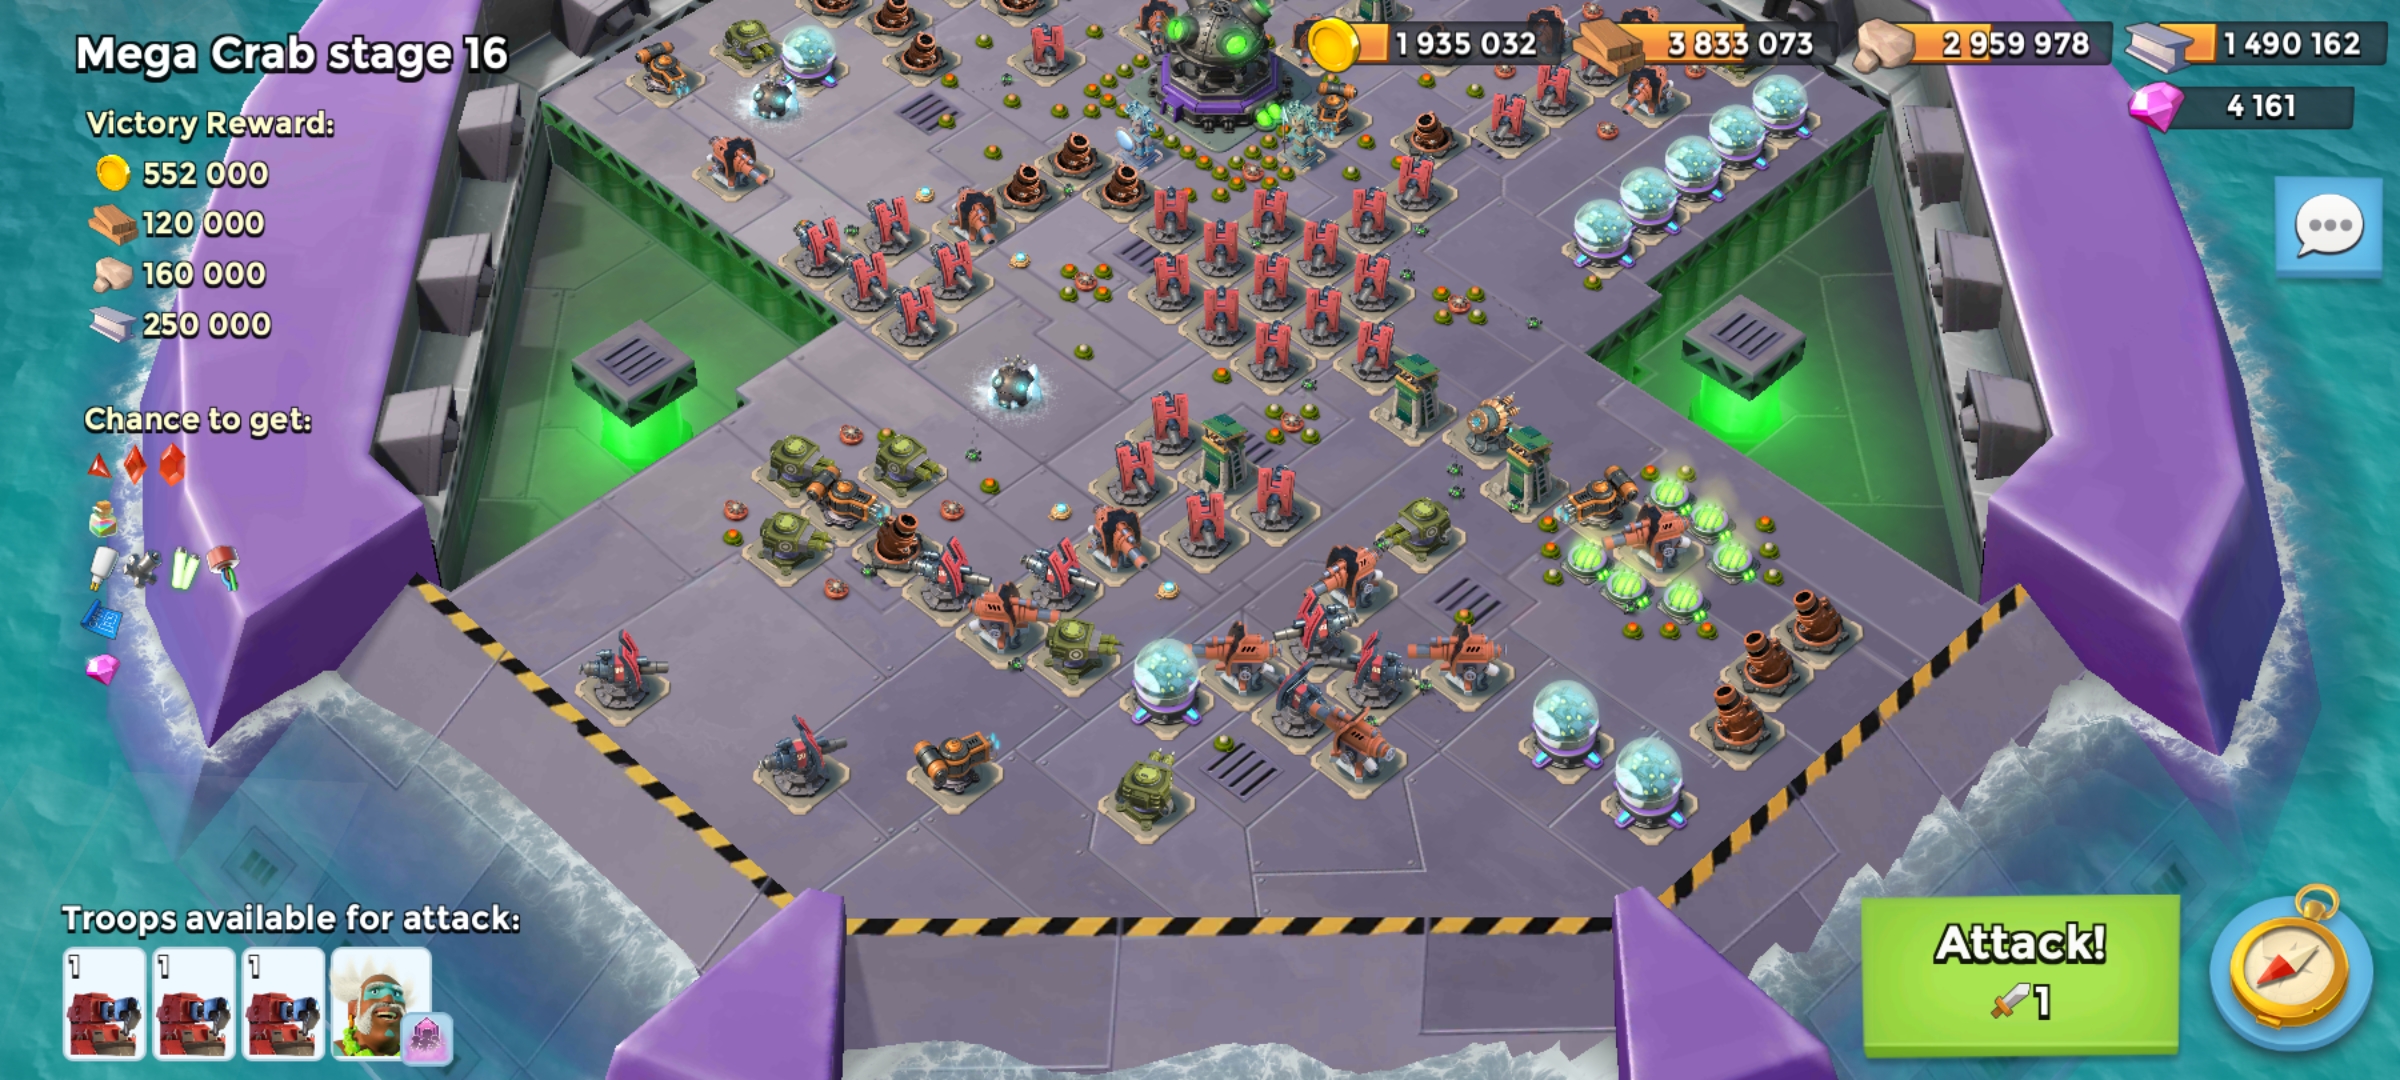 Mega Crab stage 16
1 935 032
3 833 073
2 959 978
1 490 162
4 161
Victory Reward:
552 000
120 000
160 000
250 000
Chance to get:
Troops available for attack:
1
1
1
Attack!
1